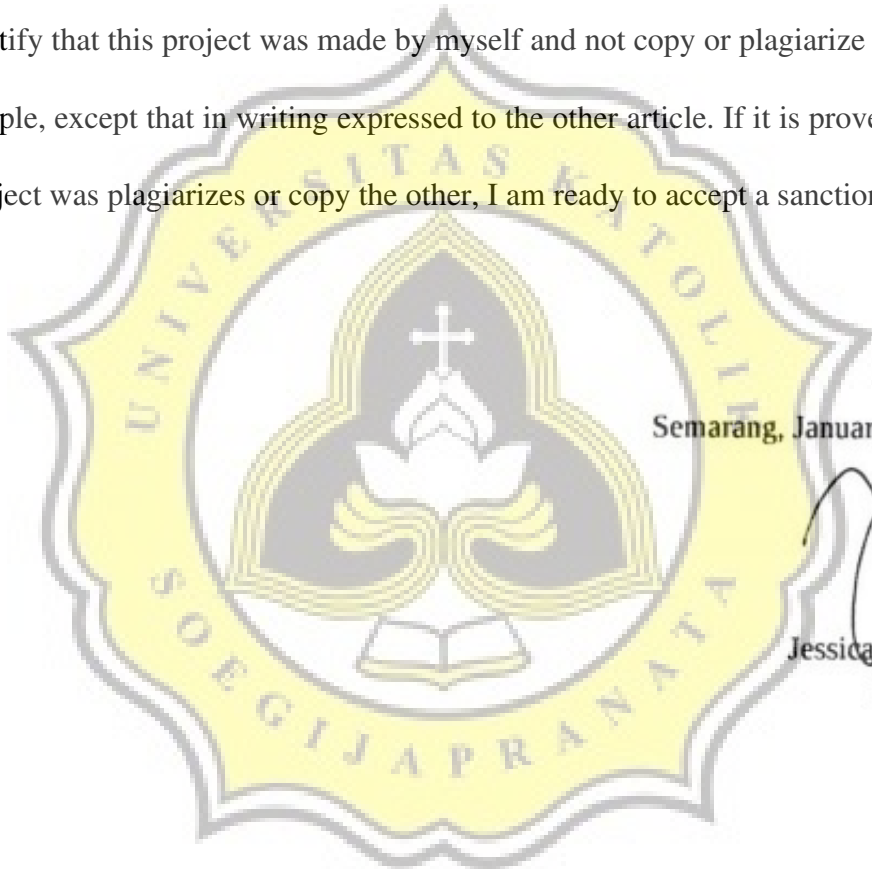 tify that this project was made by myself and not copy or plagiarize
ple, except that in writing expressed to the other article. If it is prove
ject was plagiarizes or copy the other, I am ready to accept a sanction
UNIVERSITAS KATOLIK
Semarang, Januar
Jessica
SOEGIJAPRANATA